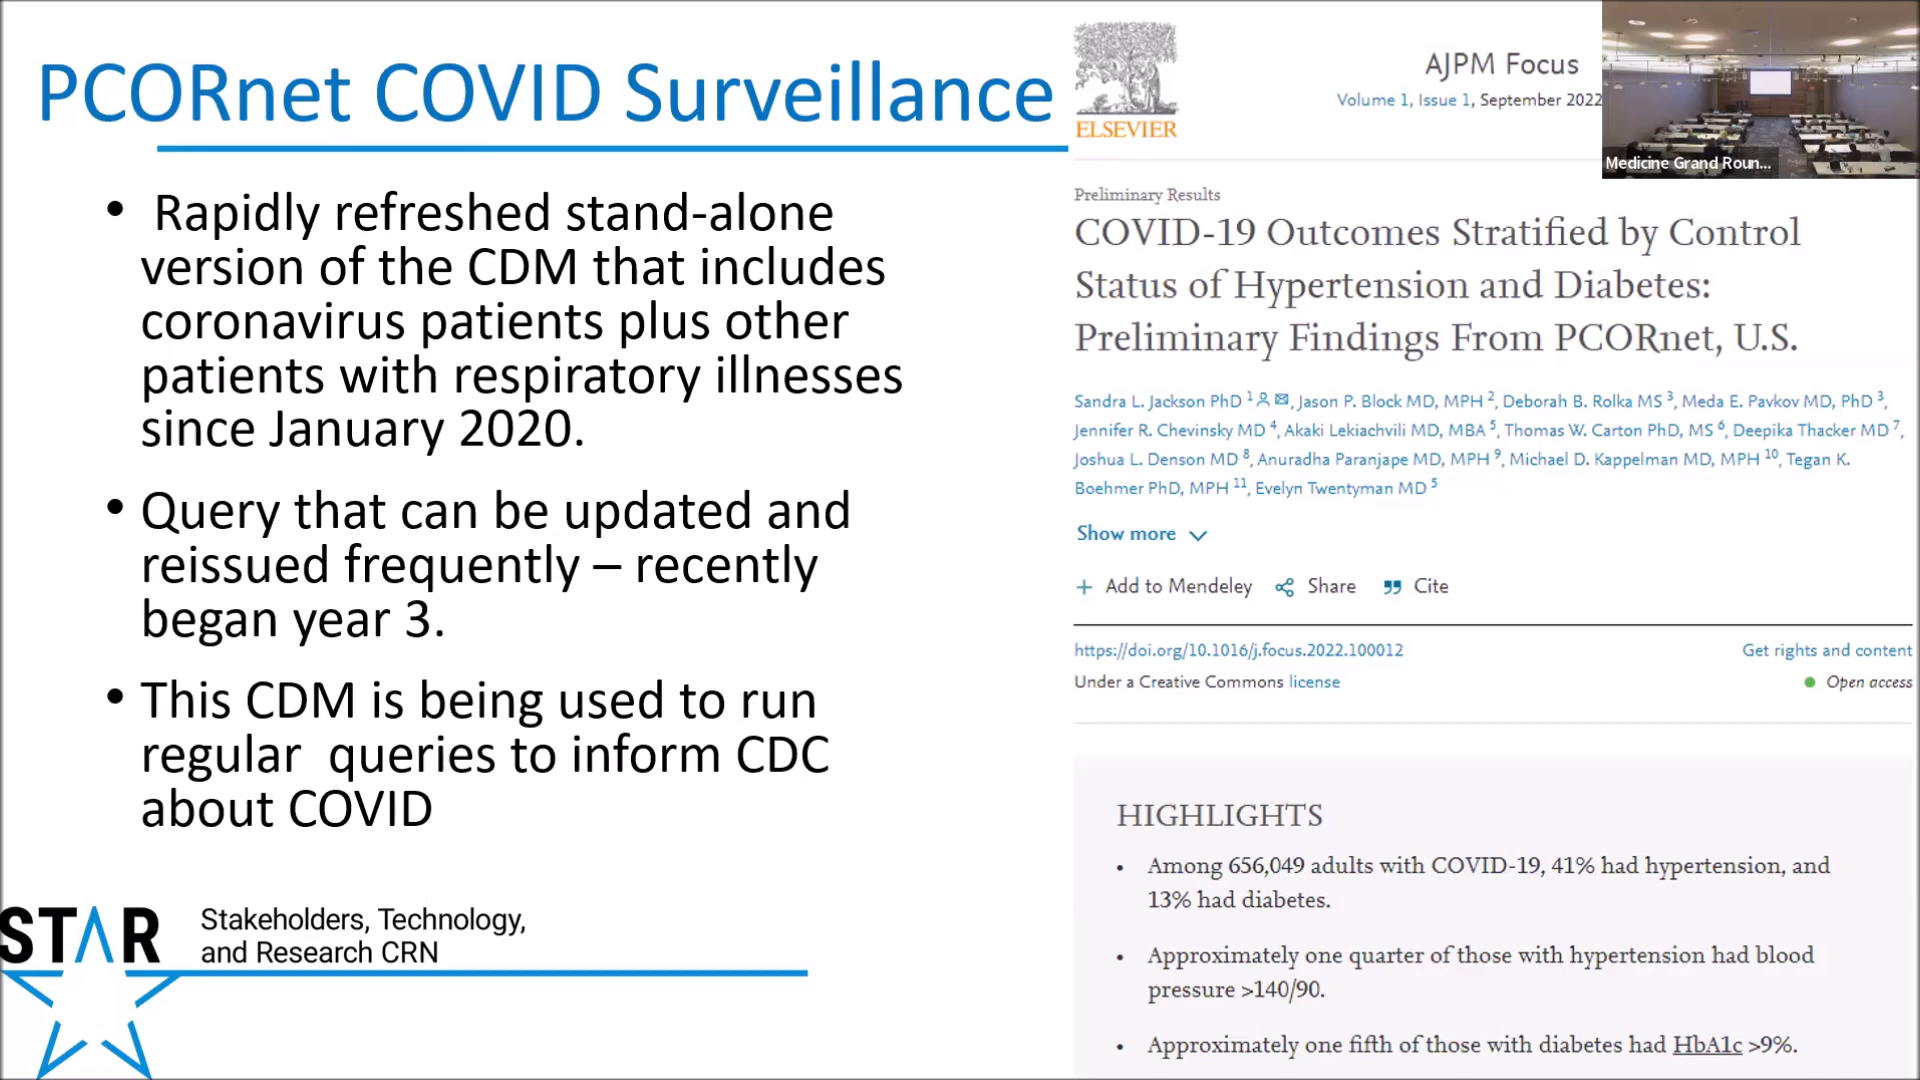 PCORnet COVID Surveillance
• Rapidly refreshed stand-alone
version of the CDM that includes
coronavirus patients plus other
patients with respiratory illnesses
since January 2020.
• Query that can be updated and
reissued frequently – recently
began year 3.
• This CDM is being used to run
regular queries to inform CDC
about COVID
STAR
Stakeholders, Technology,
and Research CRN
ELSEVIER
AJPM Focus
Volume 1, Issue 1, September 2022
Medicine Grand Roun...
Preliminary Results
COVID-19 Outcomes Stratified by Control
Status of Hypertension and Diabetes:
Preliminary Findings From PCORnet, U.S.
Sandra L. Jackson PhD 1, Jason P. Block MD, MPH 2, Deborah B. Rolka MS 3, Meda E. Pavkov MD, PhD 3,
Jennifer R. Chevinsky MD 4, Akaki Lekiachvili MD, MBA 5, Thomas W. Carton PhD, MS 6, Deepika Thacker MD 7,
Joshua L. Denson MD 8, Anuradha Paranjape MD, MPH 9, Michael D. Kappelman MD, MPH 10, Tegan K.
Boehmer PhD, MPH 11, Evelyn Twentyman MD 5
Show more
+ Add to Mendeley Share Cite
https://doi.org/10.1016/j.focus.2022.100012 Get rights and content
Under a Creative Commons license Open access
HIGHLIGHTS
• Among 656,049 adults with COVID-19, 41% had hypertension, and
13% had diabetes.
• Approximately one quarter of those with hypertension had blood
pressure >140/90.
• Approximately one fifth of those with diabetes had HbA1c >9%.